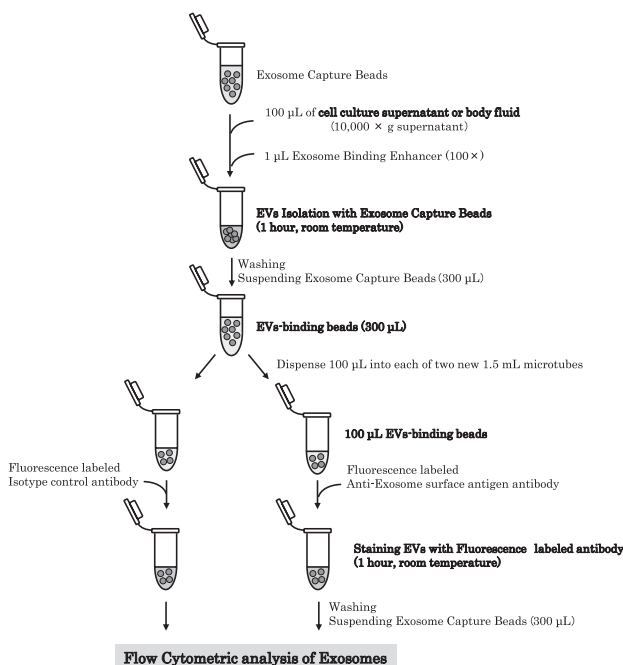 Exosome Capture Beads
100 µL of cell culture supernatant or body fluid
(10,000 × g supernatant)
1 µL Exosome Binding Enhancer (100×)
EVs Isolation with Exosome Capture Beads
(1 hour, room temperature)
Washing
Suspending Exosome Capture Beads (300 µL)
EVs-binding beads (300 µL)
Dispense 100 µL into each of two new 1.5 mL microtubes
100 µL EVs-binding beads
Fluorescence labeled
Isotype control antibody
Fluorescence labeled
Anti-Exosome surface antigen antibody
Staining EVs with Fluorescence labeled antibody
(1 hour, room temperature)
Washing
Suspending Exosome Capture Beads (300 µL)
Flow Cytometric analysis of Exosomes